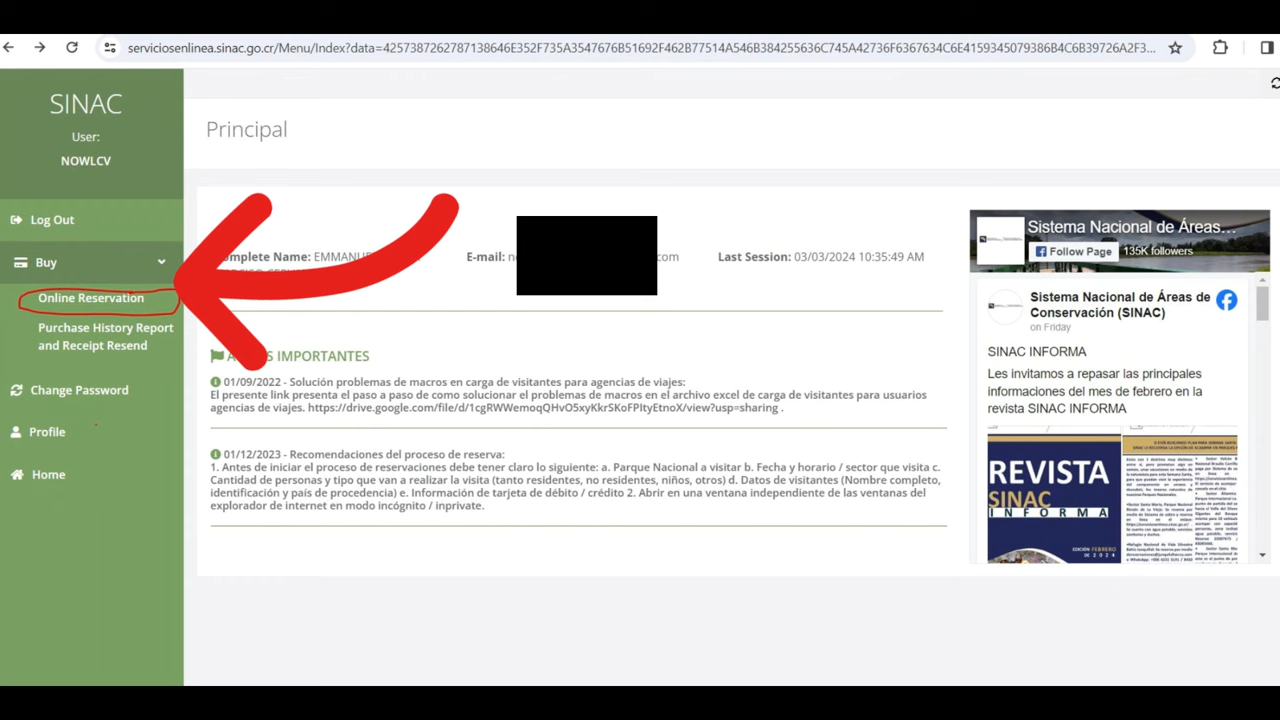 serviciosenlinea.sinac.go.cr/Menu/Index?data=4257387262787138646E352F735A3547676B51692F462B77514A546B384255636C745A42736F6367634C6E4159345079386B4C6B39726A2F3...
SINAC
User:
NOWLCV
Log Out
Buy
Online Reservation
Purchase History Report
and Receipt Resend
Change Password
Profile
Home
Principal
Complete Name: EMMANUE
E-mail: .com
Last Session: 03/03/2024 10:35:49 AM
IMPORTANTES
01/09/2022 - Solución problemas de macros en carga de visitantes para agencias de viajes:
El presente link presenta el paso a paso de como solucionar el problemas de macros en el archivo excel de carga de visitantes para usuarios
agencias de viajes. https://drive.google.com/file/d/1cgRWWemoqQHvO5xyKkrSKoFPItyEtnoX/view?usp=sharing .
01/12/2023 - Recomendaciones del proceso de reserva:
1. Antes de iniciar el proceso de reservaciones debe tener claro lo siguiente: a. Parque Nacional a visitar b. Fecha y horario / sector que visita c.
Cantidad de personas y tipo que van a realizar la visita (tanto residentes, no residentes, niños, otros) d. Datos de visitantes (Nombre completo,
identificación y país de procedencia) e. Información de tarjeta de débito / crédito 2. Abrir en una ventana independiente de las ventanas del
explorador de internet en modo incógnito / inprivate.
Sistema Nacional de Áreas...
Follow Page
135K followers
Sistema Nacional de Áreas de
Conservación (SINAC)
on Friday
SINAC INFORMA
Les invitamos a repasar las principales
informaciones del mes de febrero en la
revista SINAC INFORMA
REVISTA
SINAC
INFORMA
EDICIÓN FEBRERO
DE 2024